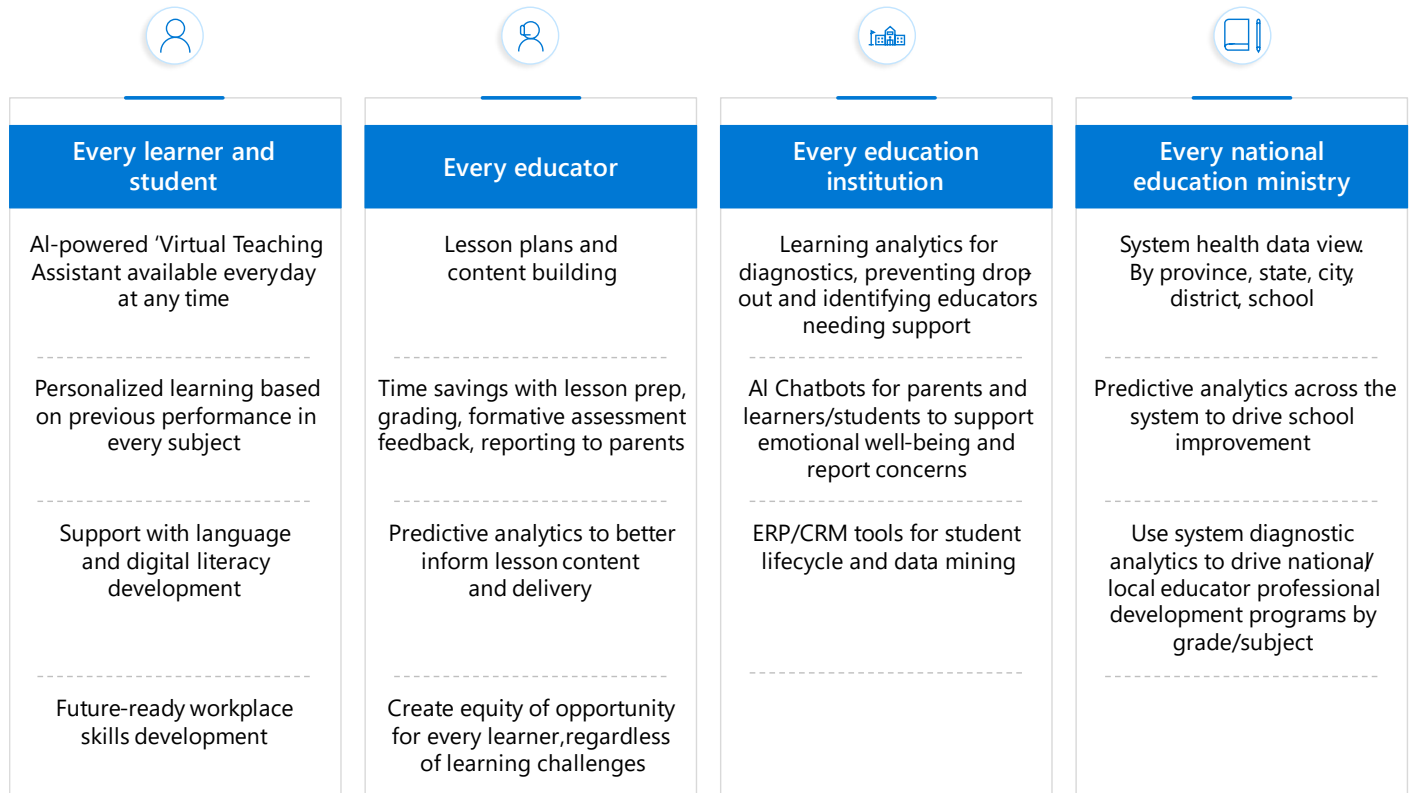 Every learner and
student
AI-powered ‘Virtual Teaching
Assistant available everyday
at any time
Personalized learning based
on previous performance in
every subject
Support with language
and digital literacy
development
Future-ready workplace
skills development
Every educator
Lesson plans and
content building
Time savings with lesson prep,
grading, formative assessment
feedback, reporting to parents
Predictive analytics to better
inform lesson content
and delivery
Create equity of opportunity
for every learner,regardless
of learning challenges
Every education
institution
Learning analytics for
diagnostics, preventing drop-
out and identifying educators
needing support
AI Chatbots for parents and
learners/students to support
emotional well-being and
report concerns
ERP/CRM tools for student
lifecycle and data mining
Every national
education ministry
System health data view.
By province, state, city,
district, school
Predictive analytics across the
system to drive school
improvement
Use system diagnostic
analytics to drive national/
local educator professional
development programs by
grade/subject